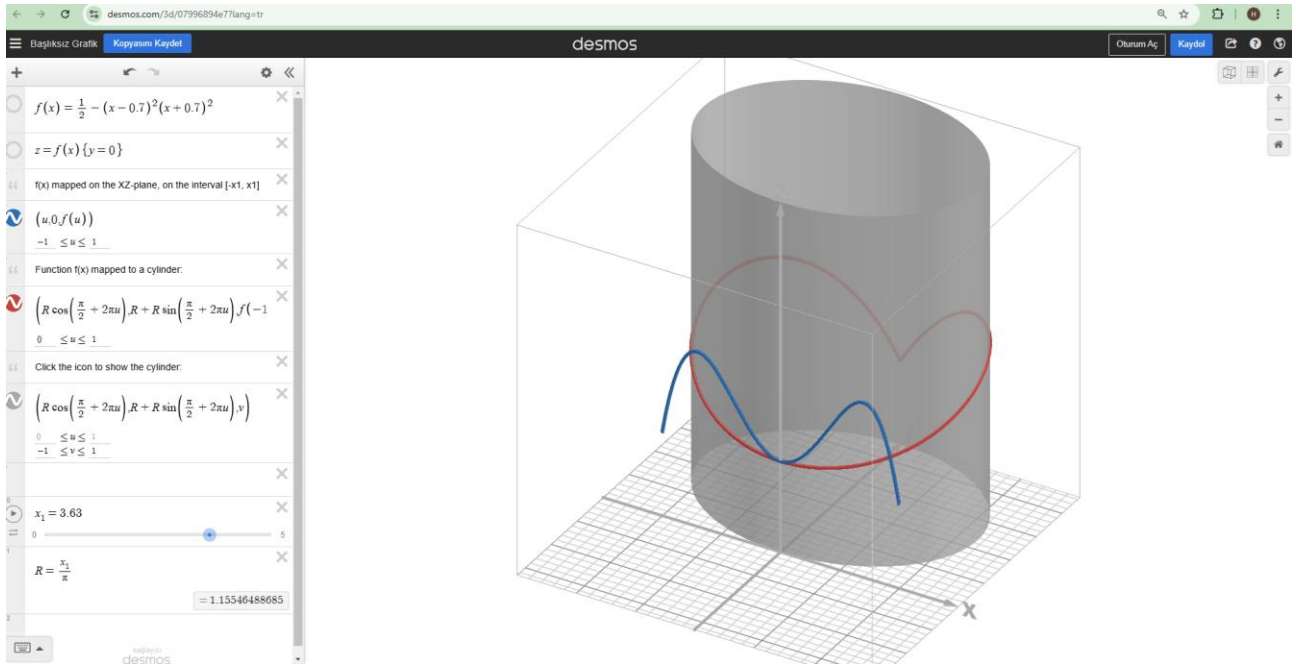 desmos.com/3d/07996894e7?lang=tr
Başlıksız Grafik
Kopyasını Kaydet
desmos
Oturum Aç
Kaydol
f(x) = 1/2 − (x − 0.7)²(x + 0.7)²
z = f(x) {y = 0}
f(x) mapped on the XZ-plane, on the interval [-x1, x1]
(u,0,f(u))
−1 ≤ u ≤ 1
Function f(x) mapped to a cylinder:
(R cos(π/2 + 2πu), R + R sin(π/2 + 2πu), f(−1
0 ≤ u ≤ 1
Click the icon to show the cylinder:
(R cos(π/2 + 2πu), R + R sin(π/2 + 2πu), v)
0 ≤ u ≤ 1
−1 ≤ v ≤ 1
x₁ = 3.63
0 5
R = x₁/π
= 1.15546488685
desmos
X